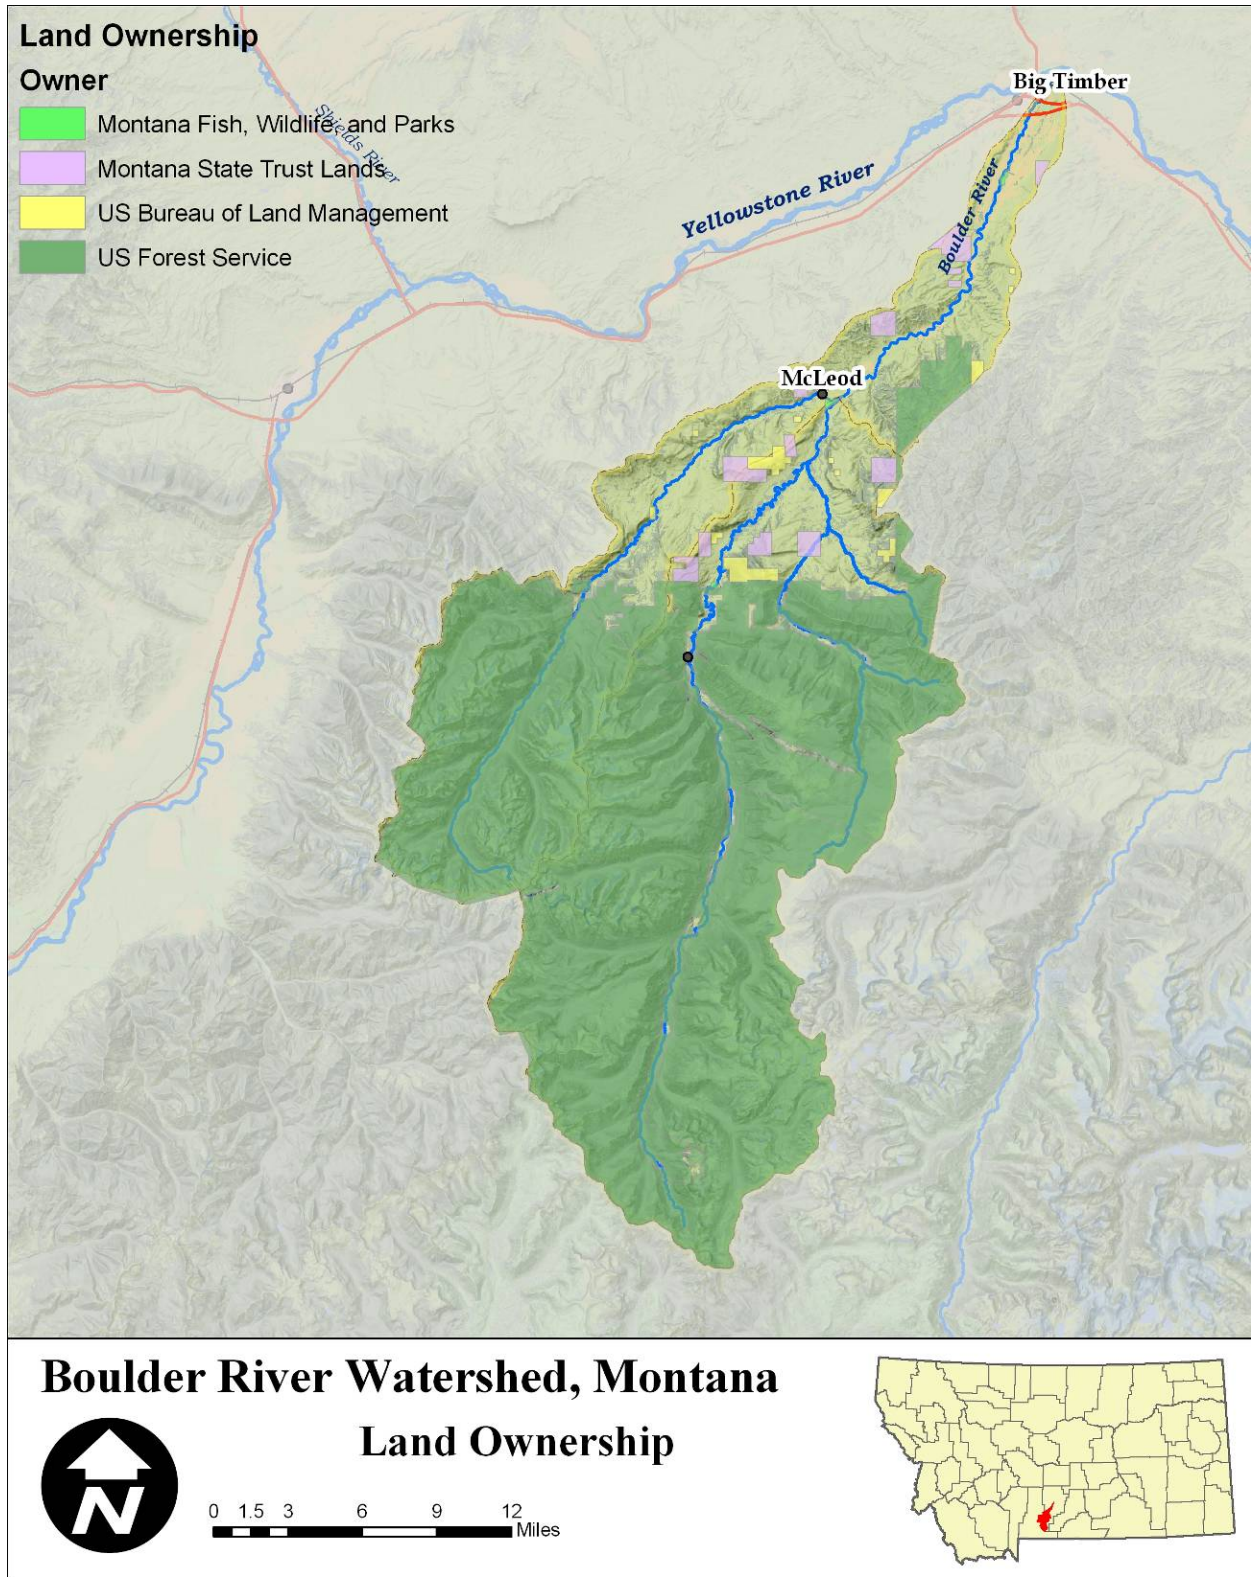 Land Ownership
Owner
Montana Fish, Wildlife, and Parks
Montana State Trust Lands
US Bureau of Land Management
US Forest Service
Shields River
Big Timber
Yellowstone River
Boulder River
McLeod
Boulder River Watershed, Montana
Land Ownership
N
0 1.5 3 6 9 12
Miles